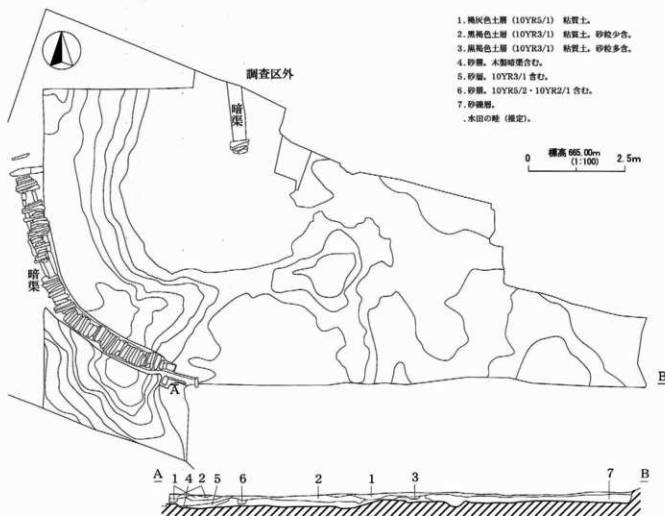 1. 褐灰色土層 (10YR5/1) 粘質土。
2. 黒褐色土層 (10YR3/1) 粘質土。砂粒少含。
3. 黒褐色土層 (10YR3/1) 粘質土。砂粒多含。
4. 砂層。木製暗渠含む。
5. 砂層。10YR3/1 含む。
6. 砂層。10YR5/2・10YR2/1 含む。
7. 砂礫層。
. 水田の畦 (推定)。
調査区外
暗渠
標高 665.00m
0 (1:100) 2.5m
暗渠
A
B
A 1 4 2 5 6 2 1 3 7 B